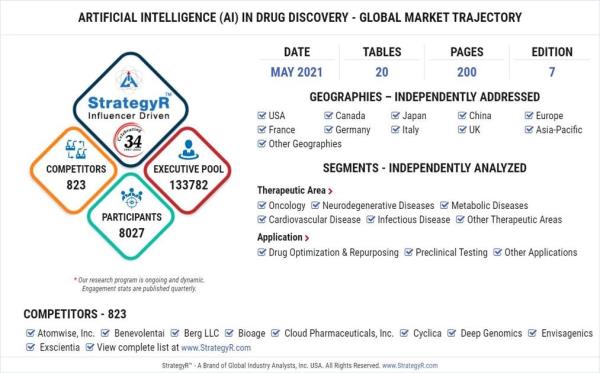 ARTIFICIAL INTELLIGENCE (AI) IN DRUG DISCOVERY - GLOBAL MARKET TRAJECTORY
StrategyR™
Influencer Driven
Celebrating
34
COMPETITORS
823
EXECUTIVE POOL
133782
PARTICIPANTS
8027
* Our research program is ongoing and dynamic.
Engagement stats are published quarterly.
DATE TABLES PAGES EDITION
MAY 2021 20 200 7
GEOGRAPHIES – INDEPENDENTLY ADDRESSED
USA Canada Japan China Europe
France Germany Italy UK Asia-Pacific
Other Geographies
SEGMENTS - INDEPENDENTLY ANALYZED
Therapeutic Area
Oncology Neurodegenerative Diseases Metabolic Diseases
Cardiovascular Disease Infectious Disease Other Therapeutic Areas
Application
Drug Optimization & Repurposing Preclinical Testing Other Applications
COMPETITORS - 823
Atomwise, Inc. Benevolentai Berg LLC Bioage Cloud Pharmaceuticals, Inc. Cyclica Deep Genomics Envisagenics
Exscientia View complete list at www.StrategyR.com
StrategyR™ - A Brand of Global Industry Analysts, Inc. USA. All Rights Reserved. www.StrategyR.com